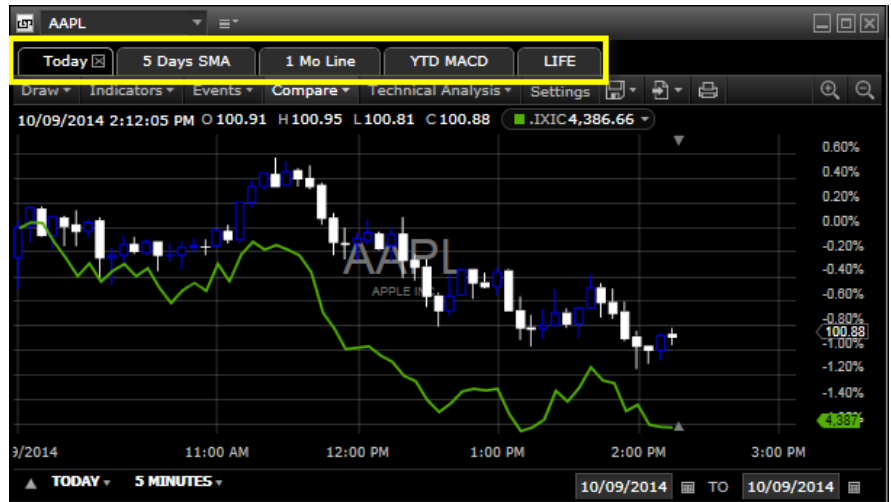 AAPL
Today 5 Days SMA 1 Mo Line YTD MACD LIFE
Draw Indicators Events Compare Technical Analysis Settings
10/09/2014 2:12:05 PM O 100.91 H 100.95 L 100.81 C 100.88 .IXIC 4,386.66
0.60%
0.40%
0.20%
0.00%
-0.20%
-0.40%
-0.60%
-0.80%
100.88
-1.00%
-1.20%
-1.40%
4,387
AAPL
APPLE INC
9/2014 11:00 AM 12:00 PM 1:00 PM 2:00 PM 3:00 PM
TODAY 5 MINUTES 10/09/2014 TO 10/09/2014